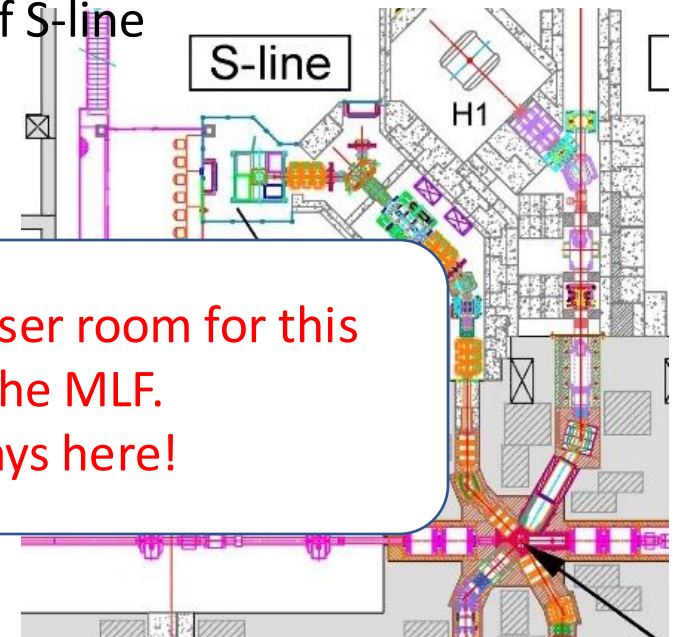 f S-line
S-line
H1
ser room for this
he MLF.
ys here!